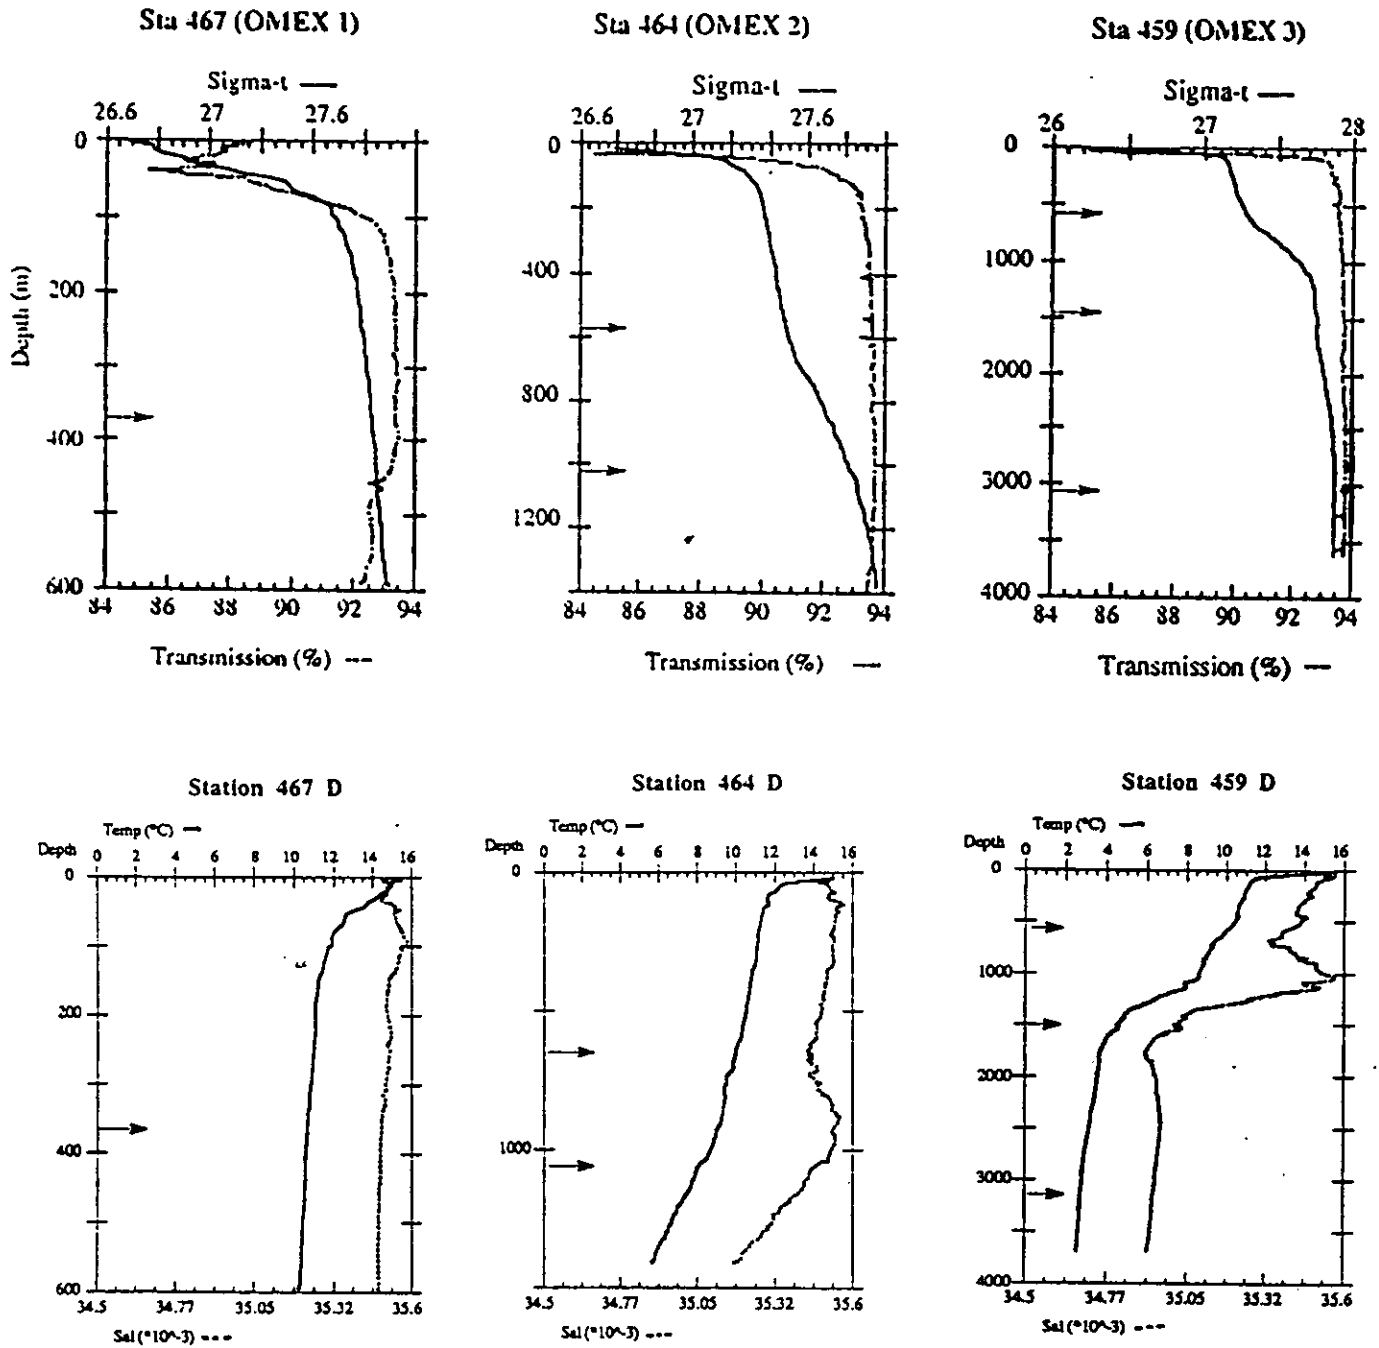 Sta 467 (OMEX 1) Sta 464 (OMEX 2) Sta 459 (OMEX 3)
Sigma-t Sigma-t Sigma-t
26.6 27 27.6 26.6 27 27.6 26 27 28
0 200 400 600
Depth (m)
0 400 800 1200
0 1000 2000 3000 4000
84 86 88 90 92 94 84 86 88 90 92 94 84 86 88 90 92 94
Transmission (%) --- Transmission (%) Transmission (%)
Station 467 D Station 464 D Station 459 D
Temp (°C) Temp (°C) Temp (°C)
Depth 0 2 4 6 8 10 12 14 16 Depth 0 2 4 6 8 10 12 14 16 Depth 0 2 4 6 8 10 12 14 16
0 200 400 600
0 1000
0 1000 2000 3000 4000
34.5 34.77 35.05 35.32 35.6 34.5 34.77 35.05 35.32 35.6 34.5 34.77 35.05 35.32 35.6
Sal (*10^-3) --- Sal (*10^-3) --- Sal (*10^-3) ---